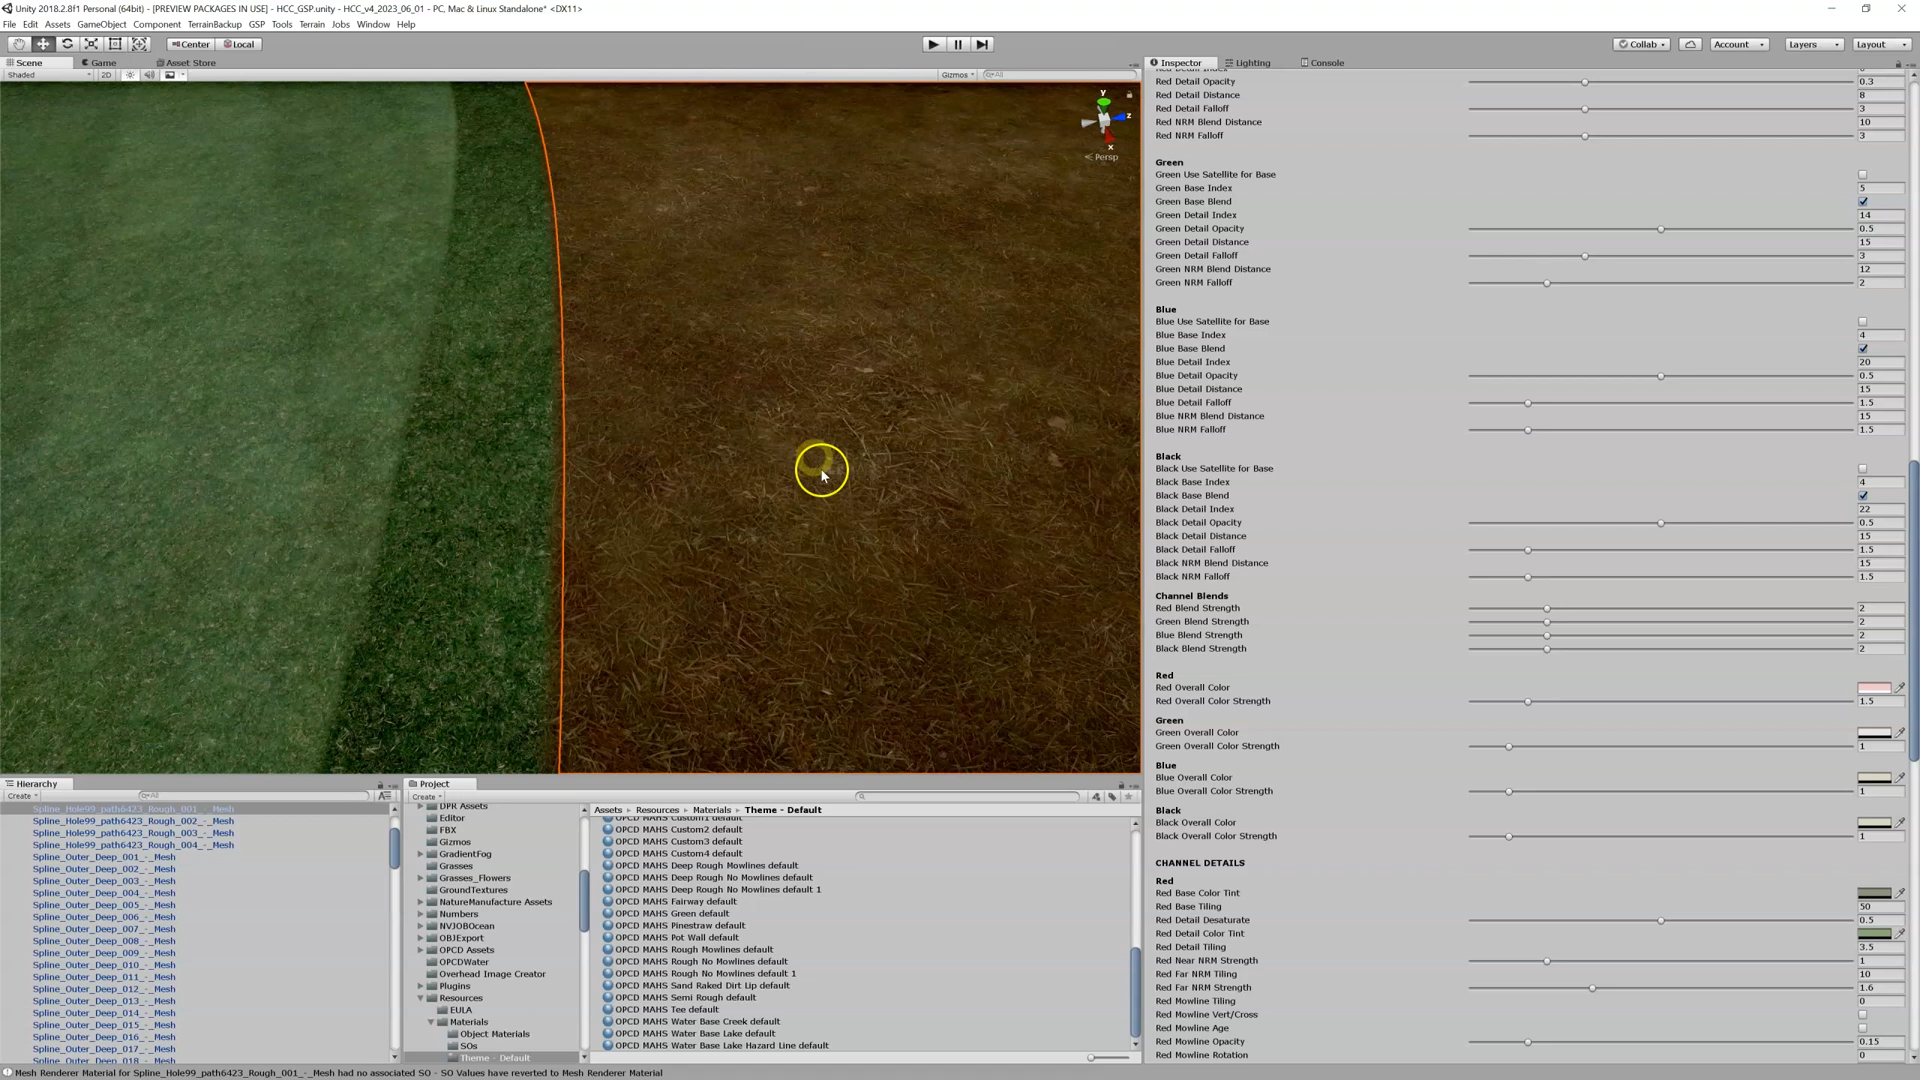 Unity 2018.2.8f1 Personal (64bit) - [PREVIEW PACKAGES IN USE] - HCC_GSP.unity - HCC_v4_2023_06_01 - PC, Mac & Linux Standalone* <DX11>
File Edit Assets GameObject Component TerrainBackup GSP Tools Terrain Jobs Window Help
Center Local Collab Account Layers Layout
Scene Game Asset Store Inspector Lighting Console
Shaded 2D Gizmos All
y
z
x
Persp
Red Detail Opacity 0.3
Red Detail Distance 8
Red Detail Falloff 3
Red NRM Blend Distance 10
Red NRM Falloff 3
Green
Green Use Satellite for Base
Green Base Index 5
Green Base Blend
Green Detail Index 14
Green Detail Opacity 0.5
Green Detail Distance 15
Green Detail Falloff 3
Green NRM Blend Distance 12
Green NRM Falloff 2
Blue
Blue Use Satellite for Base
Blue Base Index 4
Blue Base Blend
Blue Detail Index 20
Blue Detail Opacity 0.5
Blue Detail Distance 15
Blue Detail Falloff 1.5
Blue NRM Blend Distance 15
Blue NRM Falloff 1.5
Black
Black Use Satellite for Base
Black Base Index 4
Black Base Blend
Black Detail Index 22
Black Detail Opacity 0.5
Black Detail Distance 15
Black Detail Falloff 1.5
Black NRM Blend Distance 15
Black NRM Falloff 1.5
Channel Blends
Red Blend Strength 2
Green Blend Strength 2
Blue Blend Strength 2
Black Blend Strength 2
Red
Red Overall Color
Red Overall Color Strength 1.5
Green
Green Overall Color
Green Overall Color Strength 1
Blue
Blue Overall Color
Blue Overall Color Strength 1
Black
Black Overall Color
Black Overall Color Strength 1
CHANNEL DETAILS
Red
Red Base Color Tint
Red Base Tiling 50
Red Detail Desaturate 0.5
Red Detail Color Tint
Red Detail Tiling 3.5
Red Near NRM Strength 1
Red Far NRM Tiling 10
Red Far NRM Strength 1.6
Red Mowline Tiling 0
Red Mowline Vert/Cross
Red Mowline Age
Red Mowline Opacity 0.15
Red Mowline Rotation 0
Hierarchy
Create All
Spline_Hole99_path6423_Rough_001_-_Mesh
Spline_Hole99_path6423_Rough_002_-_Mesh
Spline_Hole99_path6423_Rough_003_-_Mesh
Spline_Hole99_path6423_Rough_004_-_Mesh
Spline_Outer_Deep_001_-_Mesh
Spline_Outer_Deep_002_-_Mesh
Spline_Outer_Deep_003_-_Mesh
Spline_Outer_Deep_004_-_Mesh
Spline_Outer_Deep_005_-_Mesh
Spline_Outer_Deep_006_-_Mesh
Spline_Outer_Deep_007_-_Mesh
Spline_Outer_Deep_008_-_Mesh
Spline_Outer_Deep_009_-_Mesh
Spline_Outer_Deep_010_-_Mesh
Spline_Outer_Deep_011_-_Mesh
Spline_Outer_Deep_012_-_Mesh
Spline_Outer_Deep_013_-_Mesh
Spline_Outer_Deep_014_-_Mesh
Spline_Outer_Deep_015_-_Mesh
Spline_Outer_Deep_016_-_Mesh
Spline_Outer_Deep_017_-_Mesh
Spline_Outer_Deep_018_-_Mesh
Project
Create
DPR Assets
Editor
FBX
Gizmos
GradientFog
Grasses
Grasses_Flowers
GroundTextures
NatureManufacture Assets
Numbers
NVJOBOcean
OBJExport
OPCD Assets
OPCDWater
Overhead Image Creator
Plugins
Resources
EULA
Materials
Object Materials
SOs
Theme - Default
Assets Resources Materials Theme - Default
OPCD MAHS Custom1 default
OPCD MAHS Custom2 default
OPCD MAHS Custom3 default
OPCD MAHS Custom4 default
OPCD MAHS Deep Rough Mowlines default
OPCD MAHS Deep Rough No Mowlines default
OPCD MAHS Deep Rough No Mowlines default 1
OPCD MAHS Fairway default
OPCD MAHS Green default
OPCD MAHS Pinestraw default
OPCD MAHS Pot Wall default
OPCD MAHS Rough Mowlines default
OPCD MAHS Rough No Mowlines default
OPCD MAHS Rough No Mowlines default 1
OPCD MAHS Sand Raked Dirt Lip default
OPCD MAHS Semi Rough default
OPCD MAHS Tee default
OPCD MAHS Water Base Creek default
OPCD MAHS Water Base Lake default
OPCD MAHS Water Base Lake Hazard Line default
Mesh Renderer Material for Spline_Hole99_path6423_Rough_001_-_Mesh had no associated SO - SO Values have reverted to Mesh Renderer Material